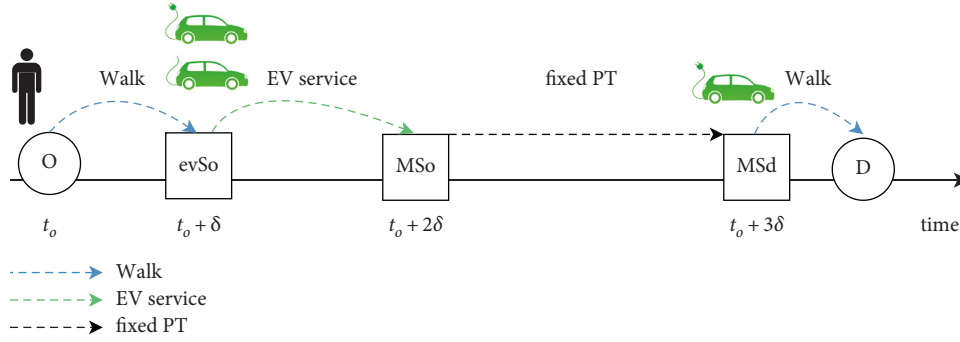 Walk
EV service
fixed PT
Walk
O
evSo
MSo
MSd
D
t_o
t_o + δ
t_o + 2δ
t_o + 3δ
time
Walk
EV service
fixed PT